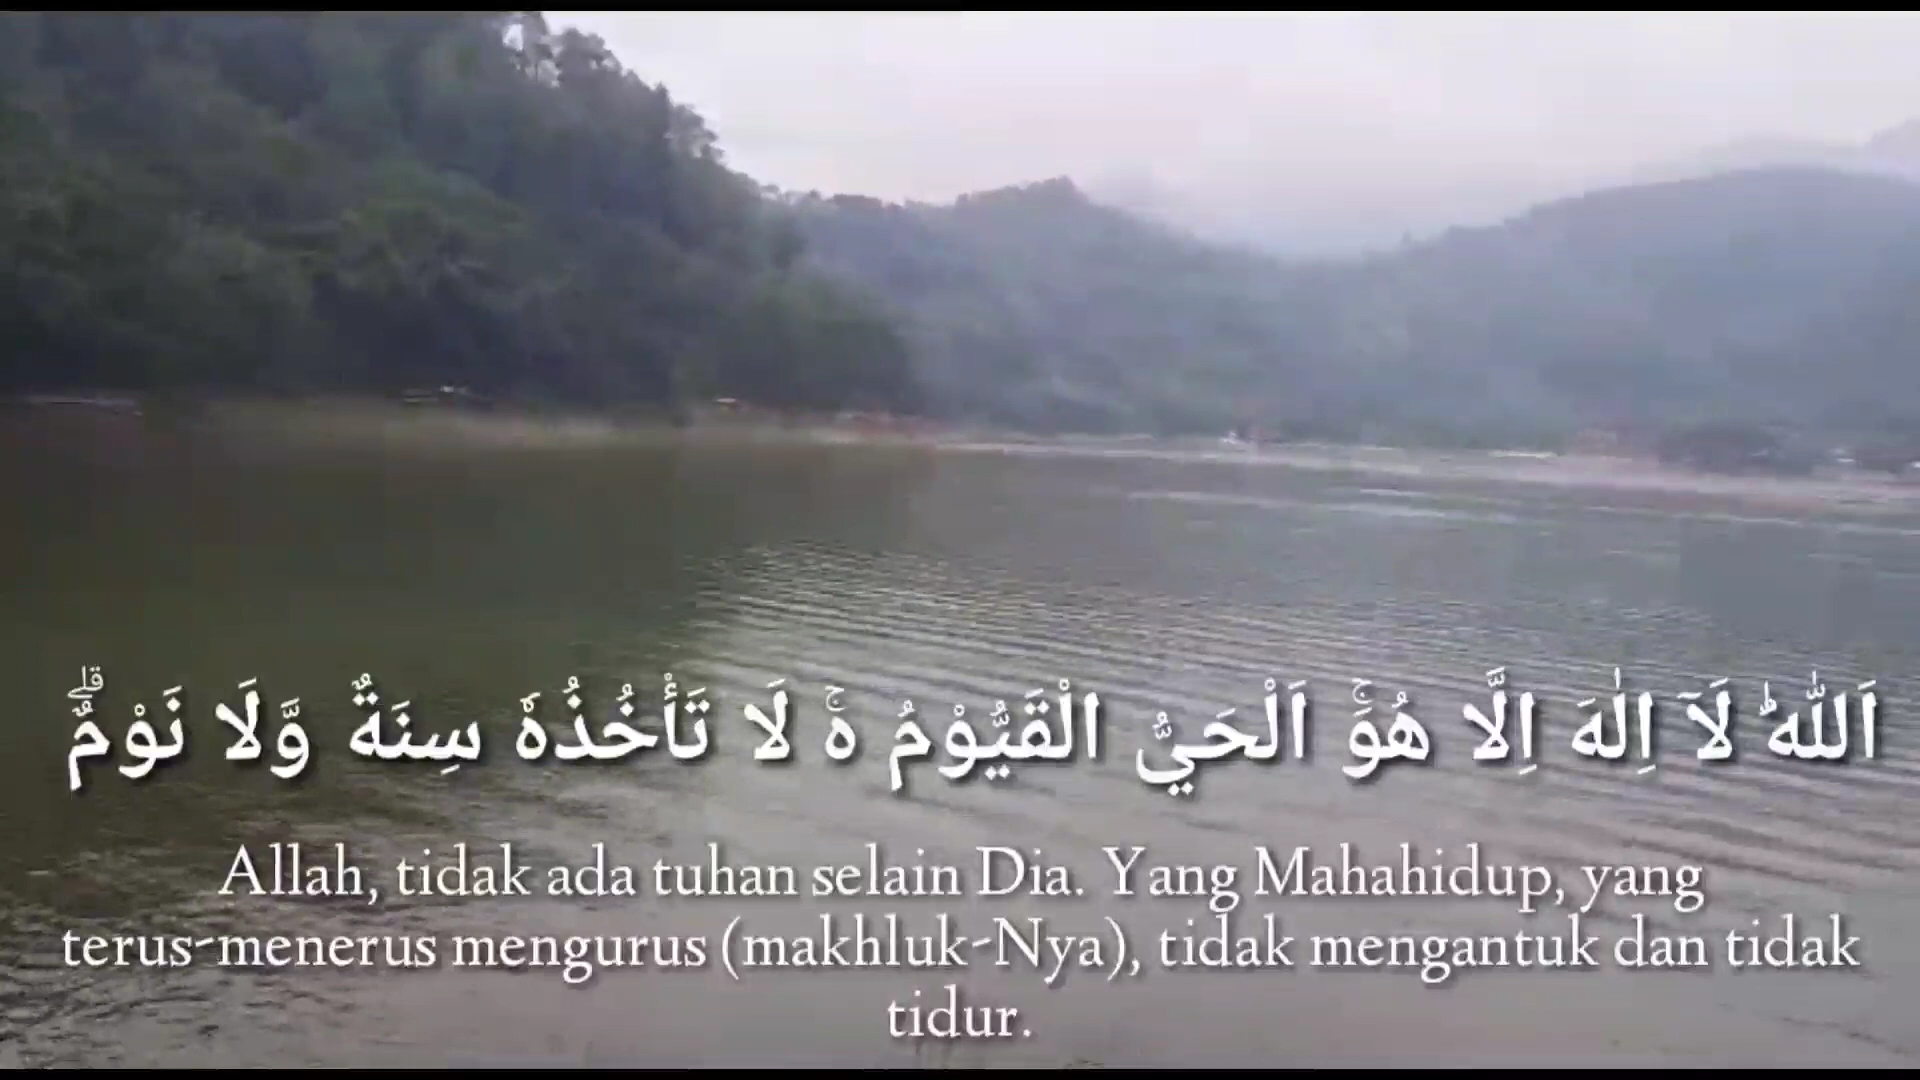 اَللّٰهُ لَآ اِلٰهَ اِلَّا هُوَۚ اَلْحَيُّ الْقَيُّوْمُ ەۚ لَا تَأْخُذُهٗ سِنَةٌ وَّلَا نَوْمٌۗ
Allah, tidak ada tuhan selain Dia. Yang Mahahidup, yang
terus-menerus mengurus (makhluk-Nya), tidak mengantuk dan tidak
tidur.